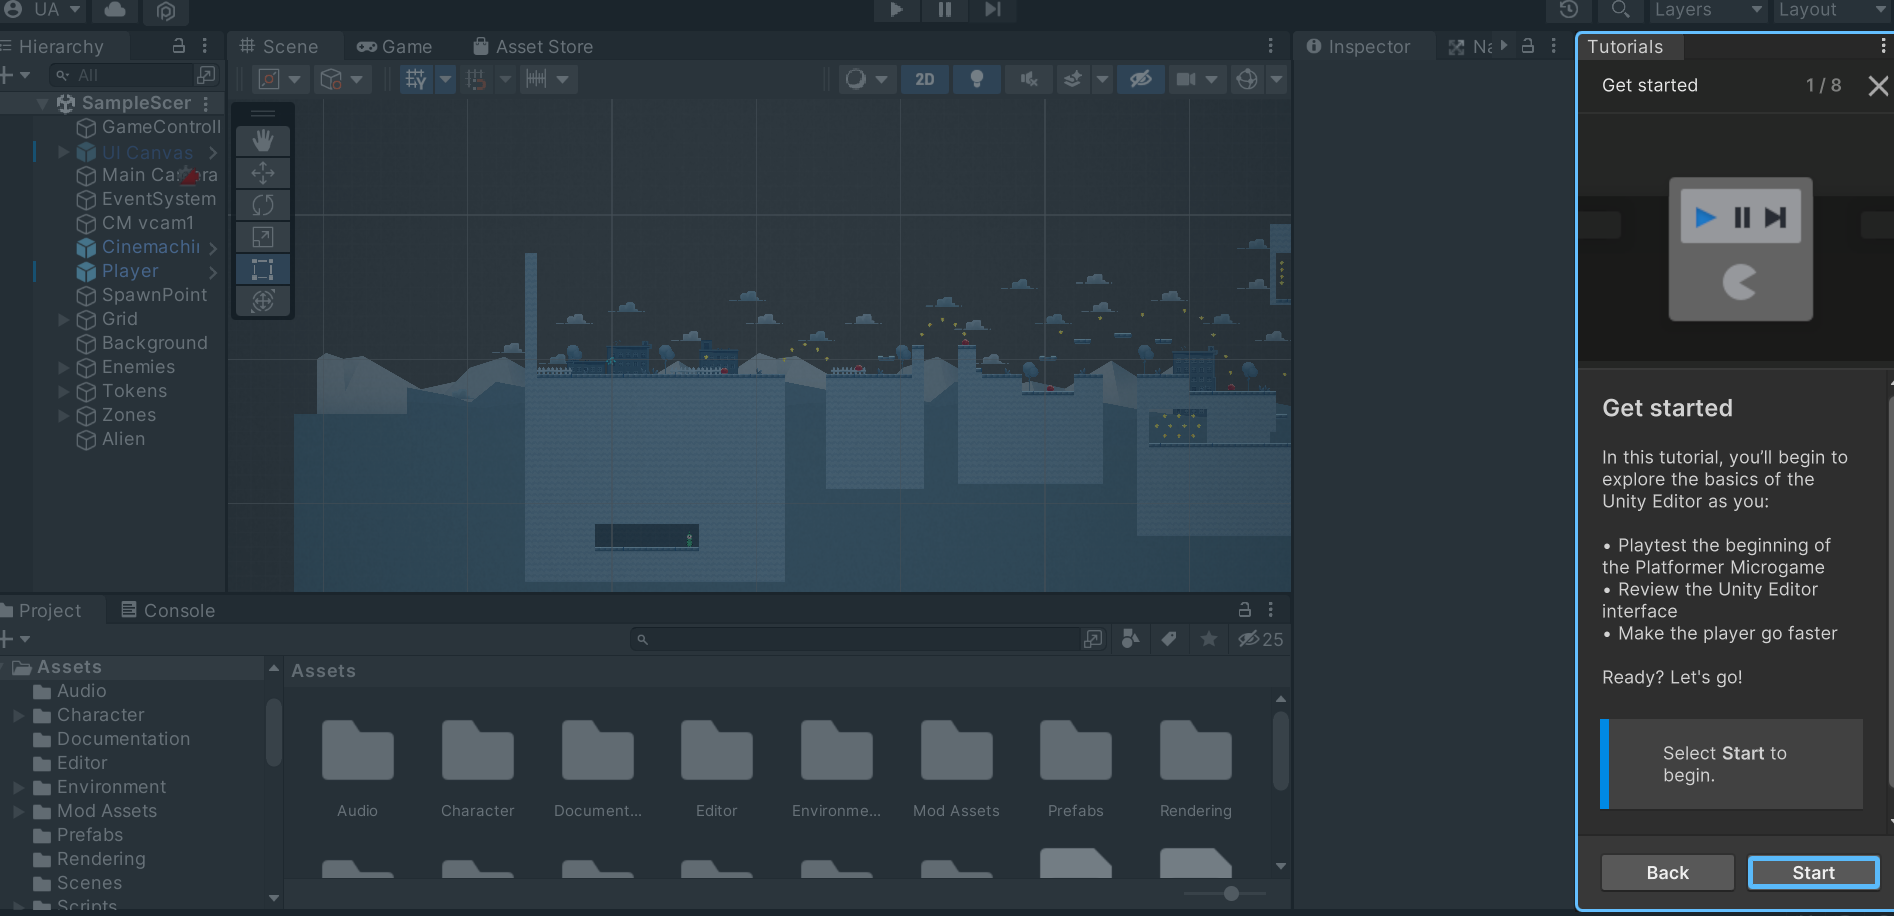 UA
Layers
Layout
Hierarchy
Scene
Game
Asset Store
Inspector
Na
Tutorials
All
2D
Get started
1 / 8
SampleScer
GameControll
UI Canvas
Main Camera
EventSystem
CM vcam1
Cinemachin
Player
SpawnPoint
Grid
Background
Enemies
Tokens
Zones
Alien
Get started
In this tutorial, you’ll begin to
explore the basics of the
Unity Editor as you:
• Playtest the beginning of
the Platformer Microgame
• Review the Unity Editor
interface
• Make the player go faster
Ready? Let's go!
Select Start to
begin.
Back
Start
Project
Console
25
Assets
Audio
Character
Documentation
Editor
Environment
Mod Assets
Prefabs
Rendering
Scenes
Scripts
Assets
Audio
Character
Document...
Editor
Environme...
Mod Assets
Prefabs
Rendering